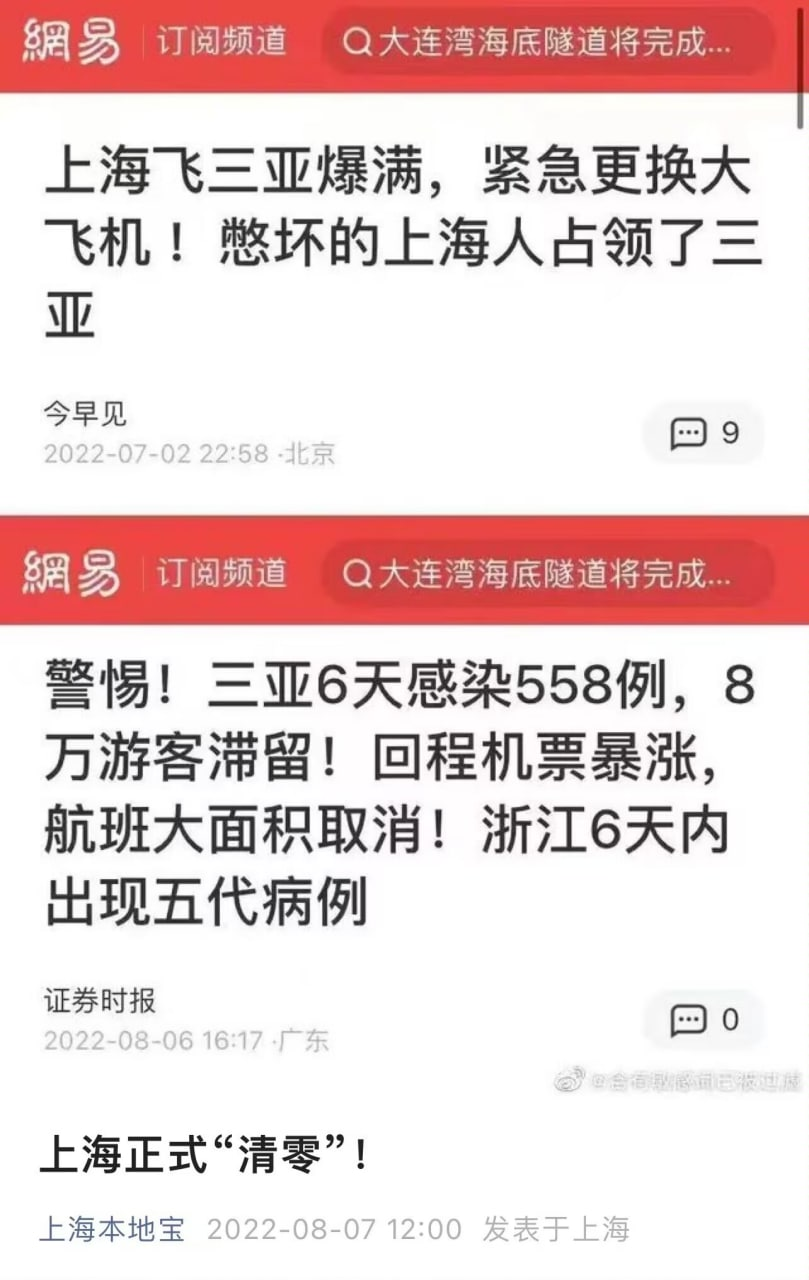 網易 订阅频道 大连湾海底隧道将完成...
上海飞三亚爆满，紧急更换大
飞机！憋坏的上海人占领了三
亚
今早见
2022-07-02 22:58 ·北京
9
網易 订阅频道 大连湾海底隧道将完成...
警惕！三亚6天感染558例，8
万游客滞留！回程机票暴涨，
航班大面积取消！浙江6天内
出现五代病例
证券时报
2022-08-06 16:17 ·广东
0
@含有敏感词已被过滤
上海正式“清零”！
上海本地宝 2022-08-07 12:00 发表于上海